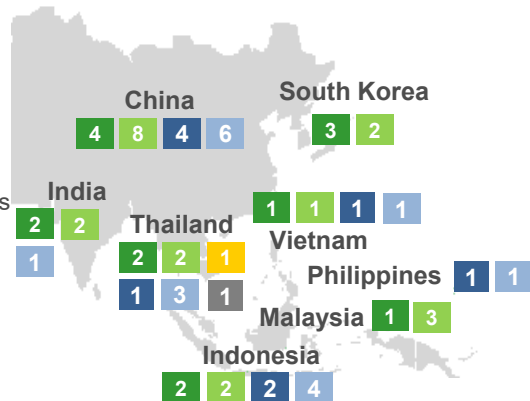 China
4 8 4 6
South Korea
3 2
s
India
2 2
1
Thailand
2 2 1
1 3 1
1 1 1 1
Vietnam
Philippines 1 1
Malaysia 1 3
Indonesia
2 2 2 4